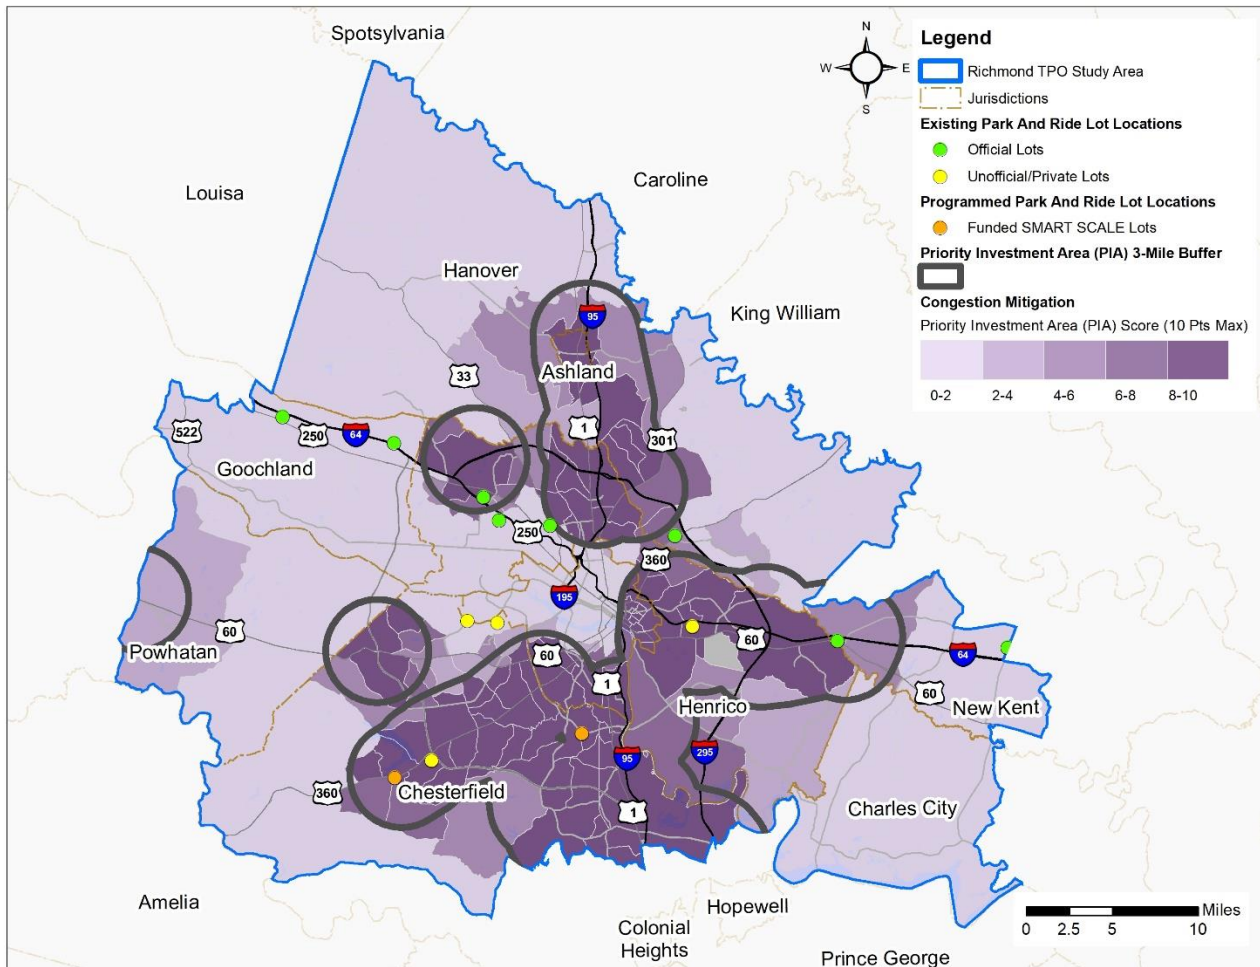 Spotsylvania
N
W
E
S
Louisa
Caroline
Hanover
95
King William
33
Ashland
522
250
64
1
301
Goochland
250
360
195
60
60
60
Powhatan
1
64
60
Henrico
New Kent
95
295
360
Chesterfield
1
Charles City
Amelia
Hopewell
Colonial
Heights
Prince George
Legend
Richmond TPO Study Area
Jurisdictions
Existing Park And Ride Lot Locations
Official Lots
Unofficial/Private Lots
Programmed Park And Ride Lot Locations
Funded SMART SCALE Lots
Priority Investment Area (PIA) 3-Mile Buffer
Congestion Mitigation
Priority Investment Area (PIA) Score (10 Pts Max)
0-2 2-4 4-6 6-8 8-10
Miles
0 2.5 5 10